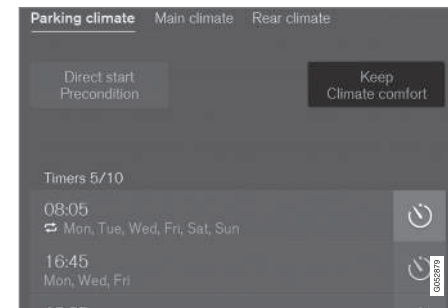 Parking climate Main climate Rear climate
Direct start Keep
Precondition Climate comfort
Timers 5/10
08:05
Mon, Tue, Wed, Fri, Sat, Sun
16:45
Mon, Wed, Fri
G052879